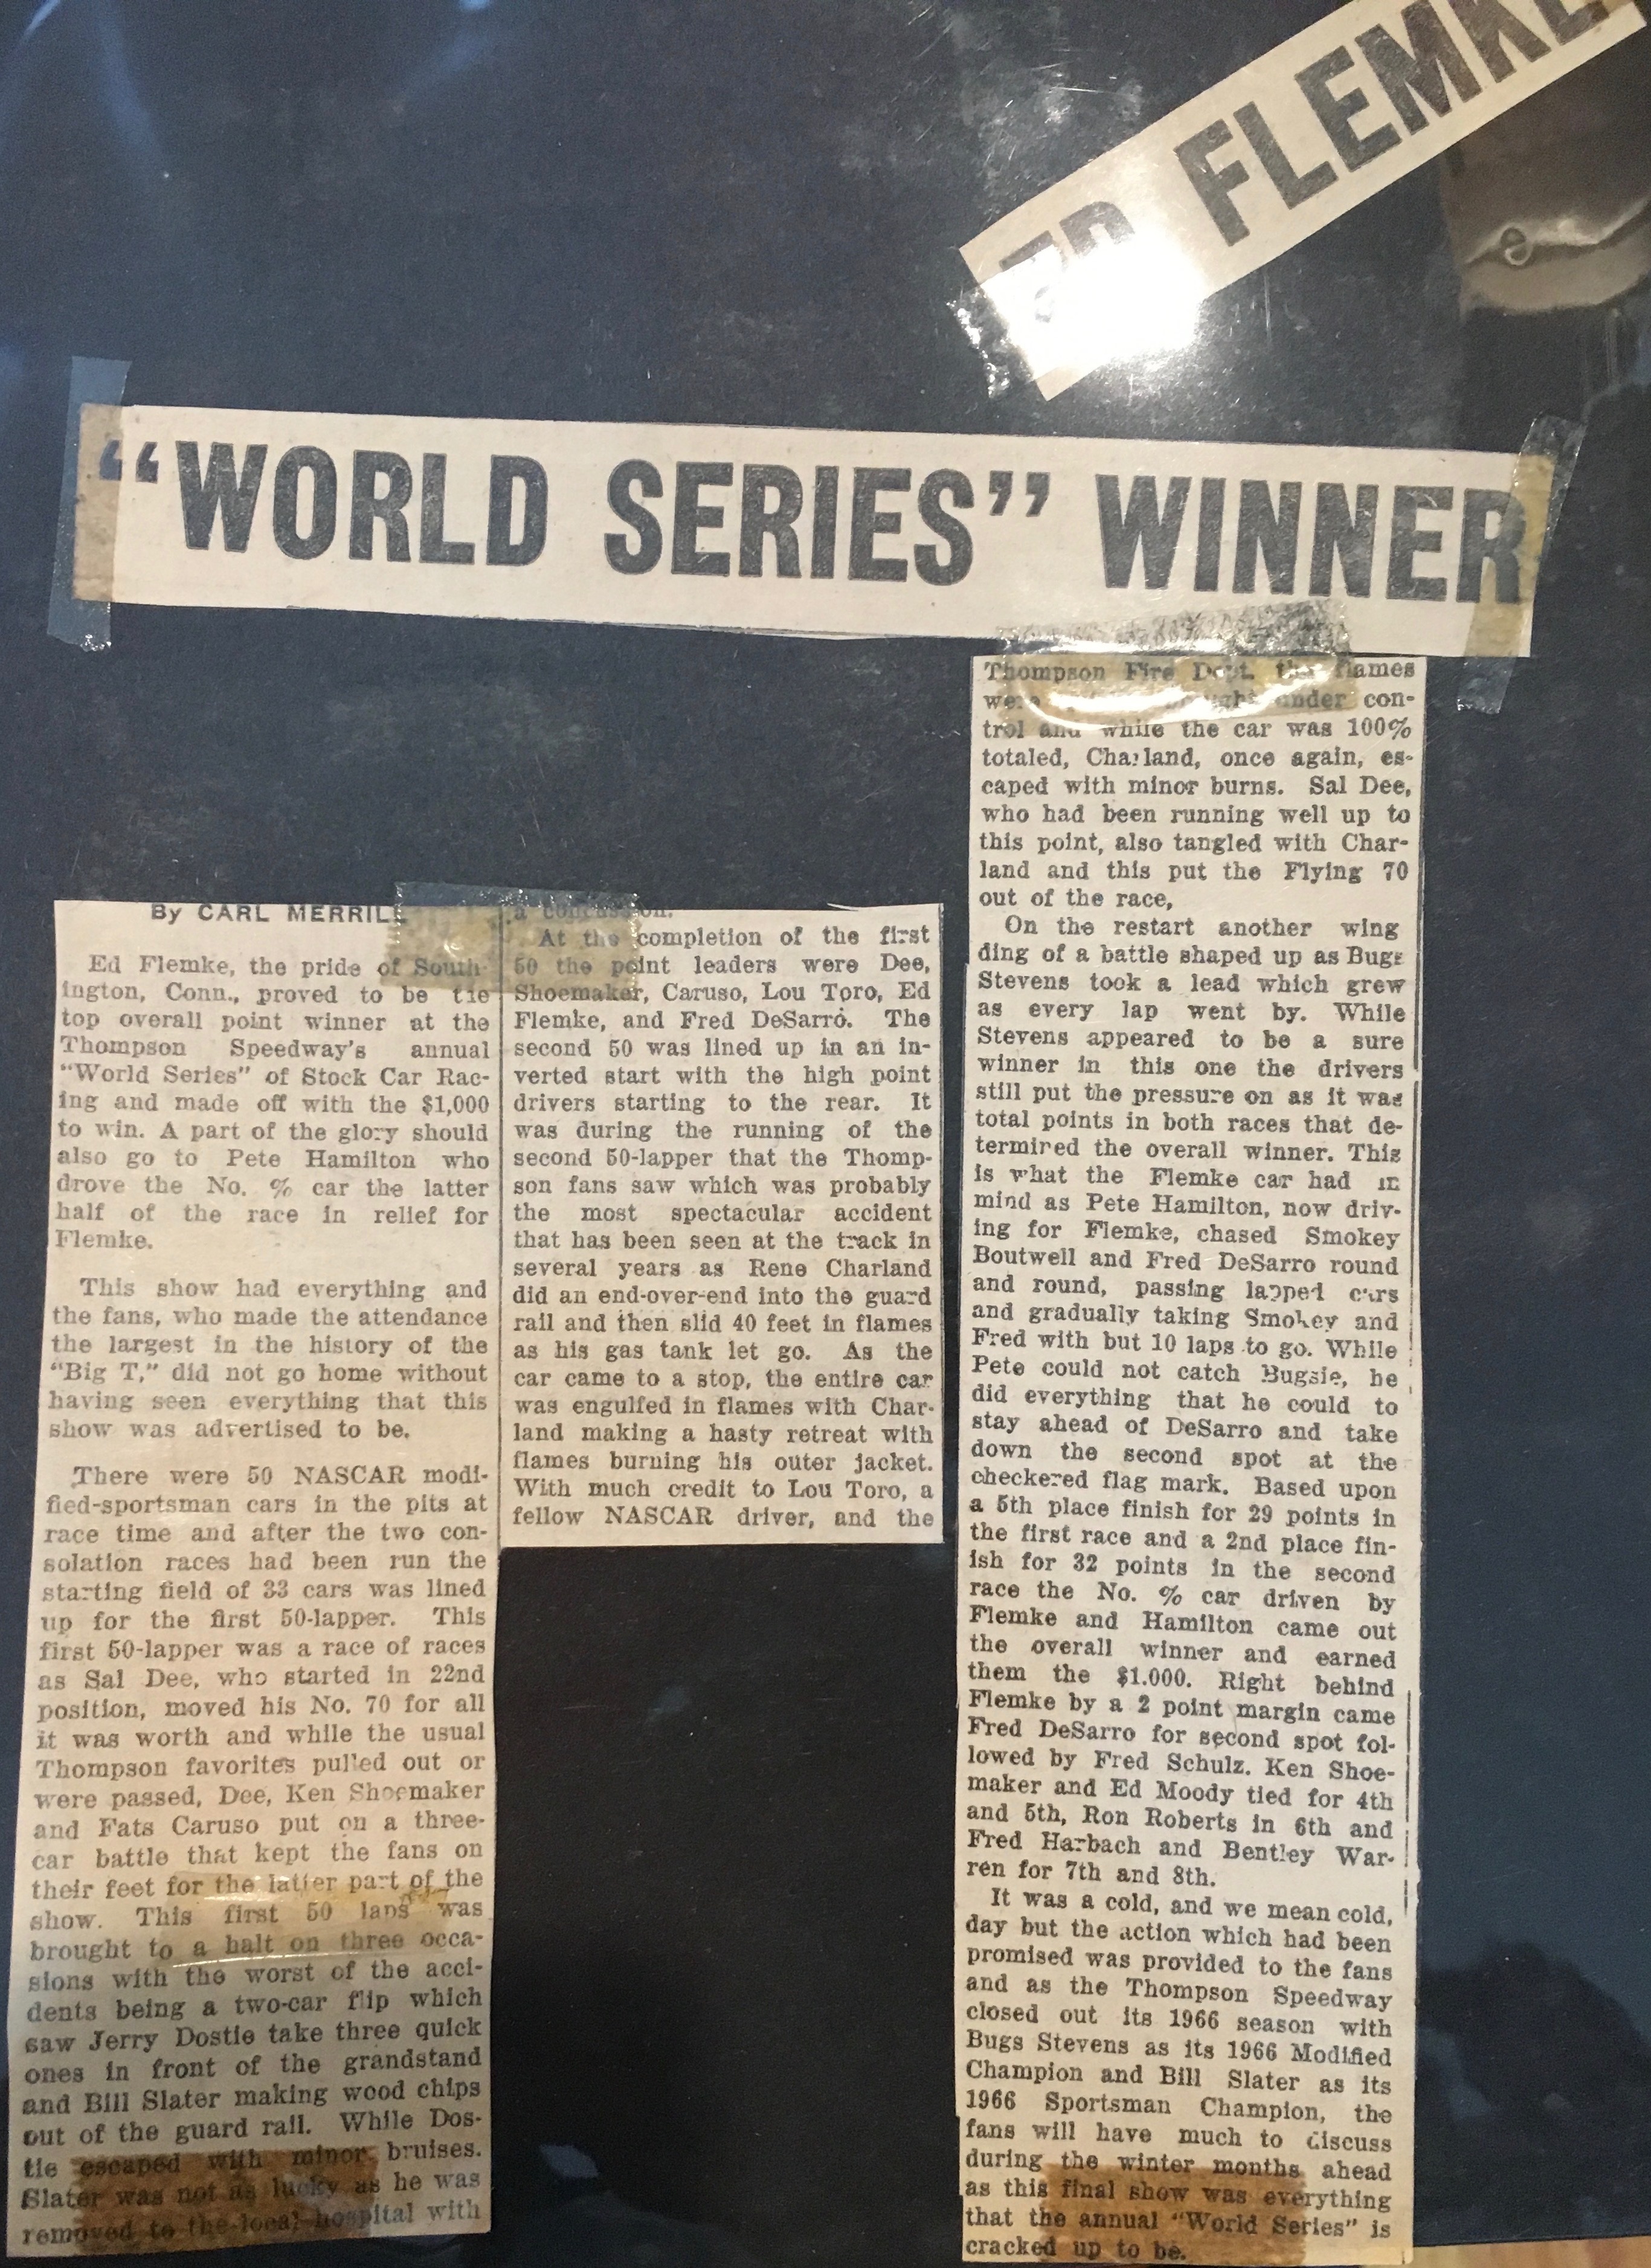 ED FLEMKE
“WORLD SERIES” WINNER
By CARL MERRILL
Ed Flemke, the pride of South-
ington, Conn., proved to be the
top overall point winner at the
Thompson Speedway's annual
“World Series” of Stock Car Rac-
ing and made off with the $1,000
to win. A part of the glory should
also go to Pete Hamilton who
drove the No. % car the latter
half of the race in relief for
Flemke.
This show had everything and
the fans, who made the attendance
the largest in the history of the
“Big T,” did not go home without
having seen everything that this
show was advertised to be.
There were 50 NASCAR modi-
fied-sportsman cars in the pits at
race time and after the two con-
solation races had been run the
starting field of 33 cars was lined
up for the first 50-lapper. This
first 50-lapper was a race of races
as Sal Dee, who started in 22nd
position, moved his No. 70 for all
it was worth and while the usual
Thompson favorites pulled out or
were passed, Dee, Ken Shoemaker
and Fats Caruso put on a three-
car battle that kept the fans on
their feet for the latter part of the
show. This first 50 laps was
brought to a halt on three occa-
sions with the worst of the acci-
dents being a two-car flip which
saw Jerry Dostie take three quick
ones in front of the grandstand
and Bill Slater making wood chips
out of the guard rail. While Dos-
tie escaped with minor bruises.
Slater was not as lucky as he was
removed to the local hospital with
a concussion.
At the completion of the first
50 the point leaders were Dee,
Shoemaker, Caruso, Lou Toro, Ed
Flemke, and Fred DeSarro. The
second 50 was lined up in an in-
verted start with the high point
drivers starting to the rear. It
was during the running of the
second 50-lapper that the Thomp-
son fans saw which was probably
the most spectacular accident
that has been seen at the track in
several years as Rene Charland
did an end-over-end into the guard
rail and then slid 40 feet in flames
as his gas tank let go. As the
car came to a stop, the entire car
was engulfed in flames with Char-
land making a hasty retreat with
flames burning his outer jacket.
With much credit to Lou Toro, a
fellow NASCAR driver, and the
Thompson Fire Dept. the flames
were brought under con-
trol and while the car was 100%
totaled, Charland, once again, es-
caped with minor burns. Sal Dee,
who had been running well up to
this point, also tangled with Char-
land and this put the Flying 70
out of the race,
On the restart another wing
ding of a battle shaped up as Bugs
Stevens took a lead which grew
as every lap went by. While
Stevens appeared to be a sure
winner in this one the drivers
still put the pressure on as it was
total points in both races that de-
termired the overall winner. This
is what the Flemke car had in
mind as Pete Hamilton, now driv-
ing for Flemke, chased Smokey
Boutwell and Fred DeSarro round
and round, passing lapped cars
and gradually taking Smokey and
Fred with but 10 laps to go. While
Pete could not catch Bugsie, he
did everything that he could to
stay ahead of DeSarro and take
down the second spot at the
checkered flag mark. Based upon
a 5th place finish for 29 points in
the first race and a 2nd place fin-
ish for 32 points in the second
race the No. % car driven by
Flemke and Hamilton came out
the overall winner and earned
them the $1.000. Right behind
Flemke by a 2 point margin came
Fred DeSarro for second spot fol-
lowed by Fred Schulz. Ken Shoe-
maker and Ed Moody tied for 4th
and 5th, Ron Roberts in 6th and
Fred Harbach and Bentley War-
ren for 7th and 8th.
It was a cold, and we mean cold,
day but the action which had been
promised was provided to the fans
and as the Thompson Speedway
closed out its 1966 season with
Bugs Stevens as its 1966 Modified
Champion and Bill Slater as its
1966 Sportsman Champion, the
fans will have much to discuss
during the winter months ahead
as this final show was everything
that the annual “World Series” is
cracked up to be.